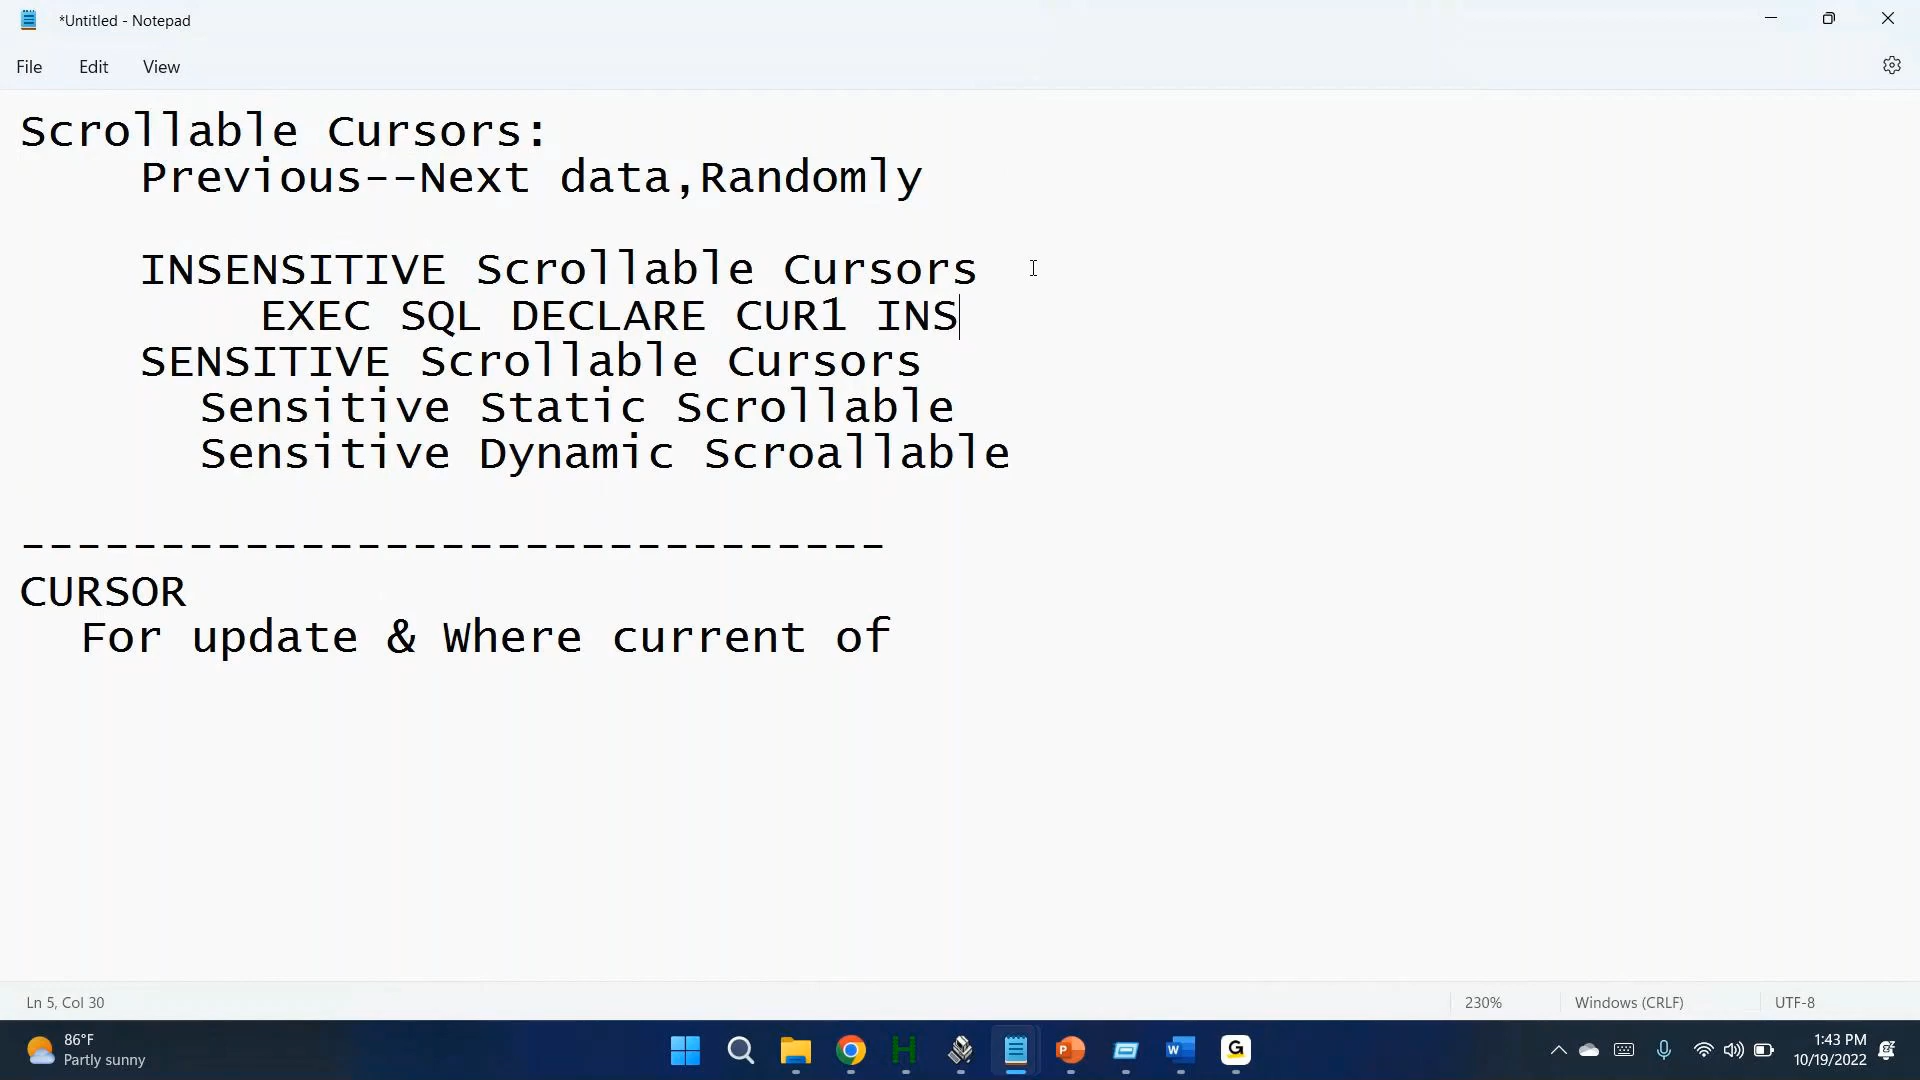 *Untitled - Notepad
File Edit View
Scrollable Cursors:
Previous--Next data,Randomly
INSENSITIVE Scrollable Cursors
EXEC SQL DECLARE CUR1 INS
SENSITIVE Scrollable Cursors
Sensitive Static Scrollable
Sensitive Dynamic Scroallable
-------------------------------
CURSOR
For update & Where current of
Ln 5, Col 30 230% Windows (CRLF) UTF-8
86°F
Partly sunny
H P W G
1:43 PM
10/19/2022